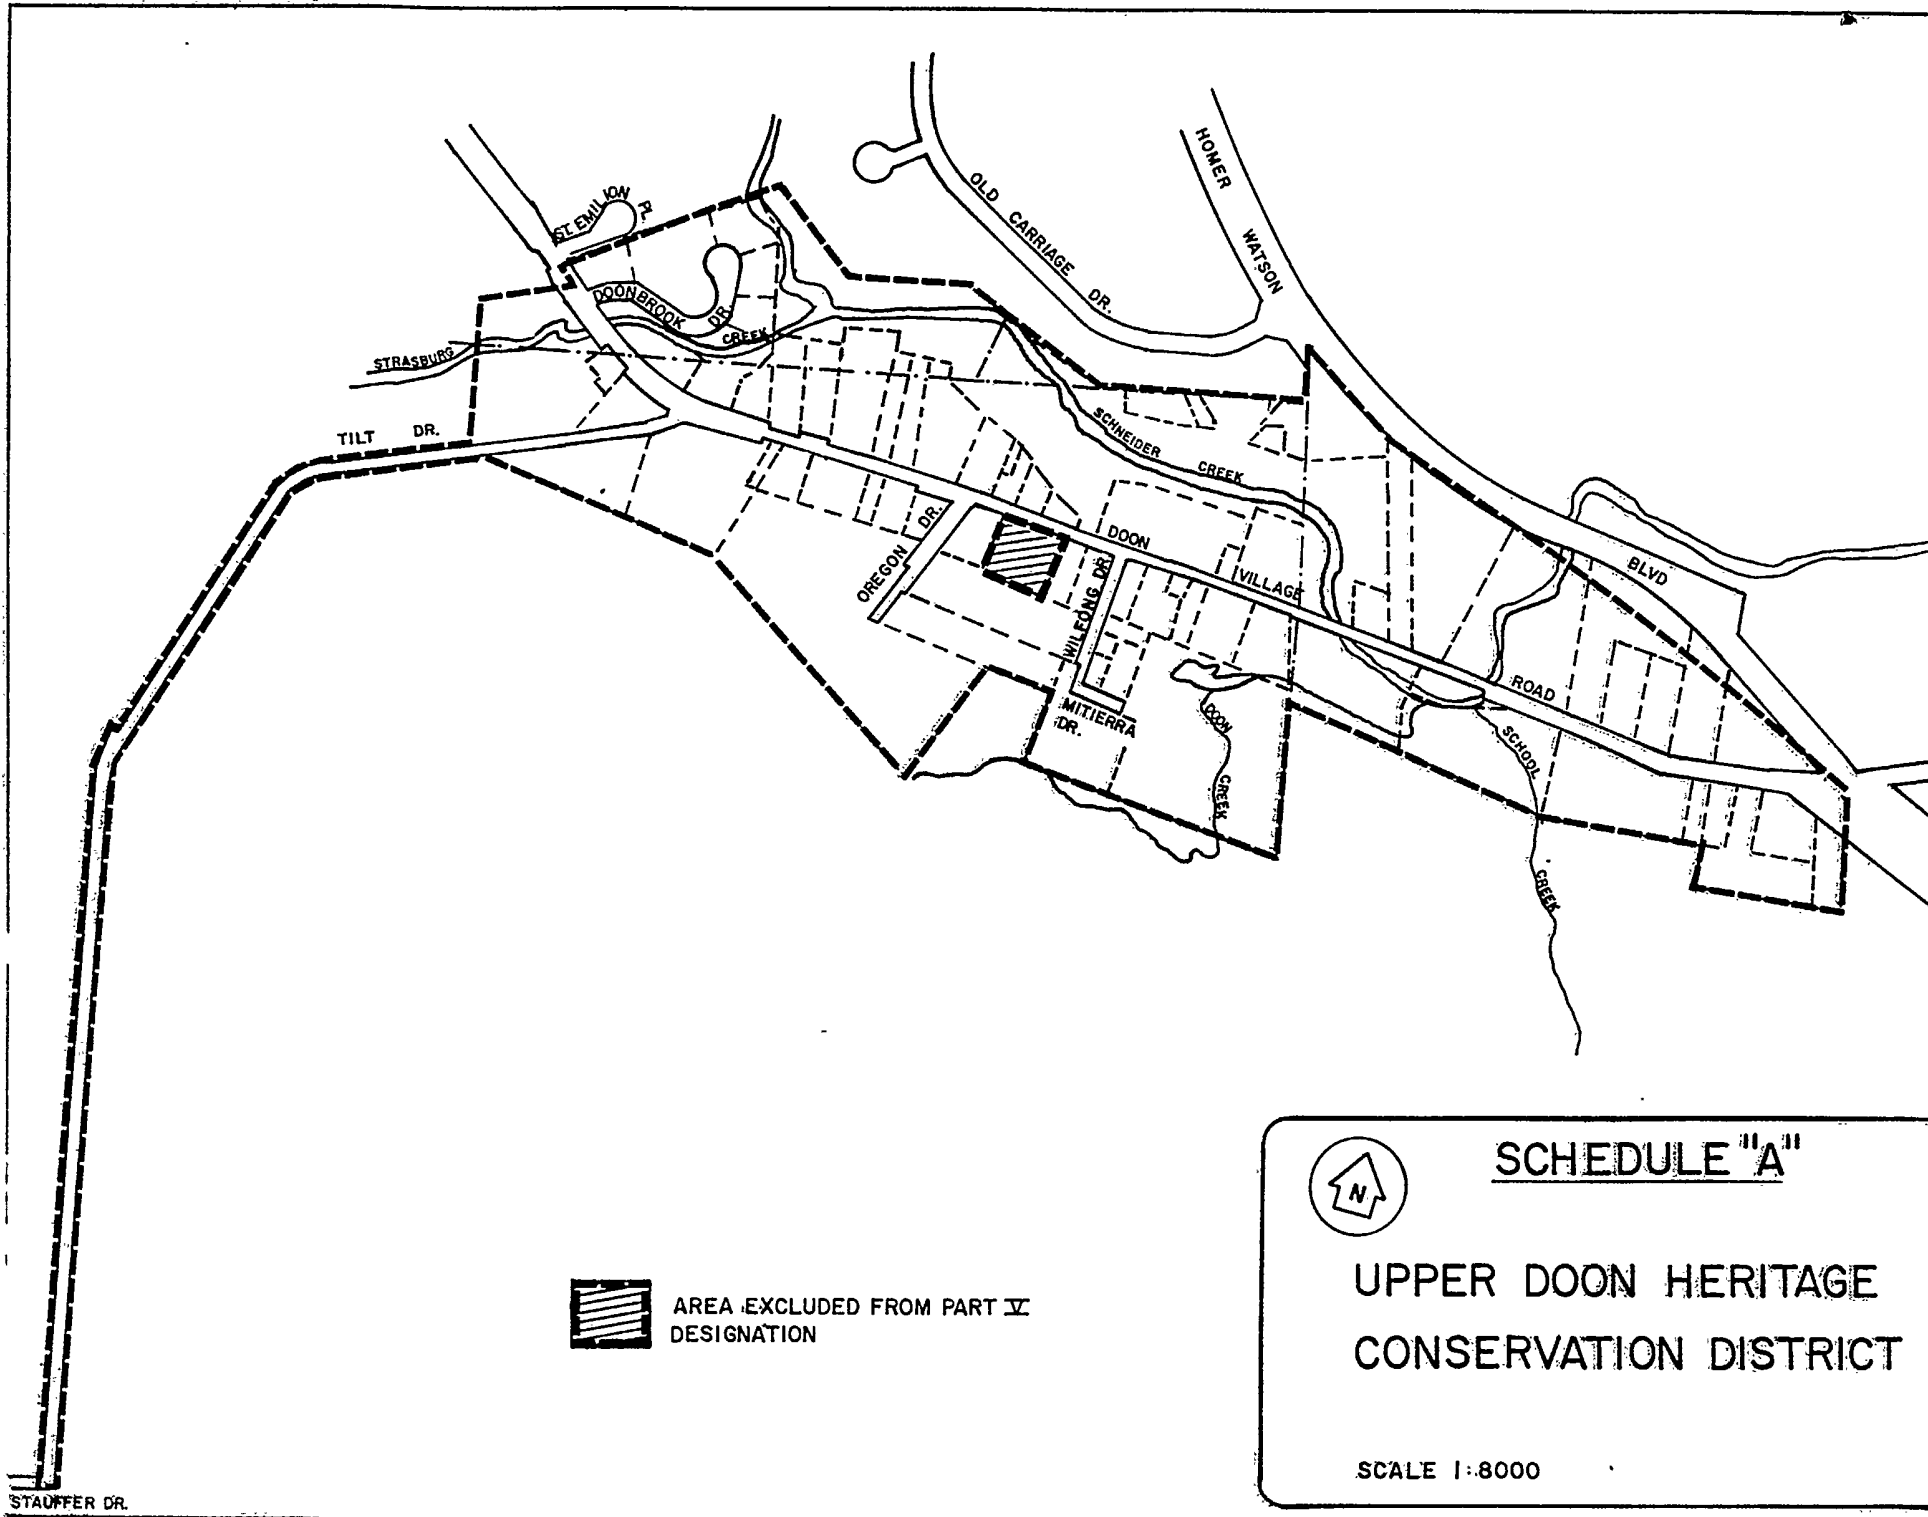 HOMER
WATSON
BLVD
OLD CARRIAGE DR.
ST. EMILION PL.
DOONBROOK DR.
STRASBURG CREEK
TILT DR.
SCHNEIDER CREEK
OREGON DR.
DOON VILLAGE ROAD
WILFONG DR.
MITIERRA
DR.
DOON CREEK
SCHOOL CREEK
STAUFFER DR.
AREA EXCLUDED FROM PART V
DESIGNATION
N
SCHEDULE "A"
UPPER DOON HERITAGE
CONSERVATION DISTRICT
SCALE 1:8000